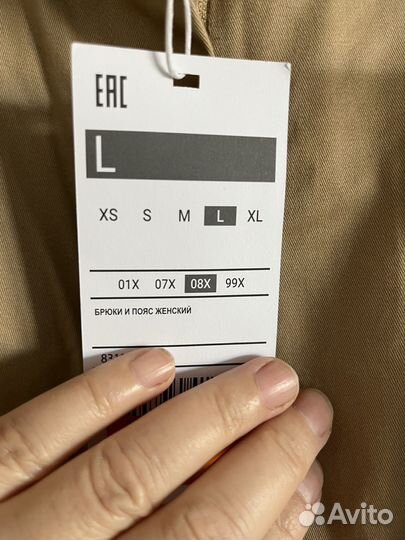 EAC
L
XS S M L XL
01X 07X 08X 99X
БРЮКИ И ПОЯС ЖЕНСКИЙ
Avito